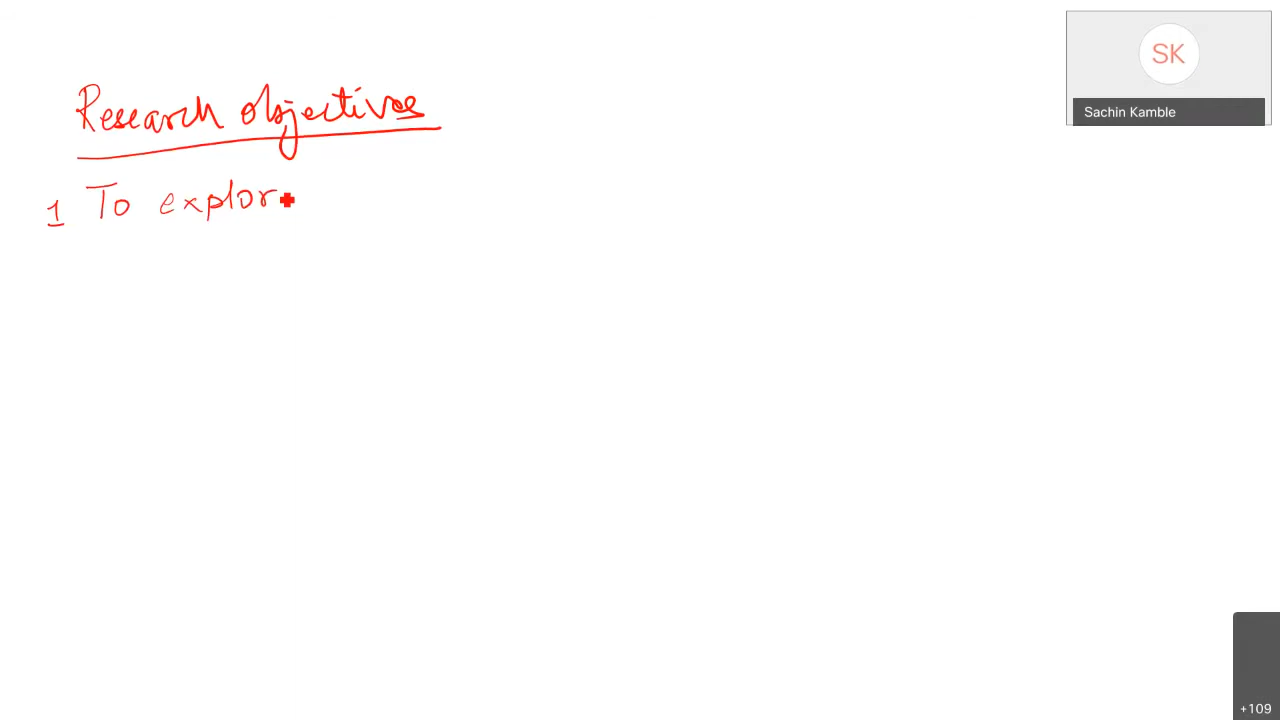 SK
Sachin Kamble
Research objectives
1 To explor
+109